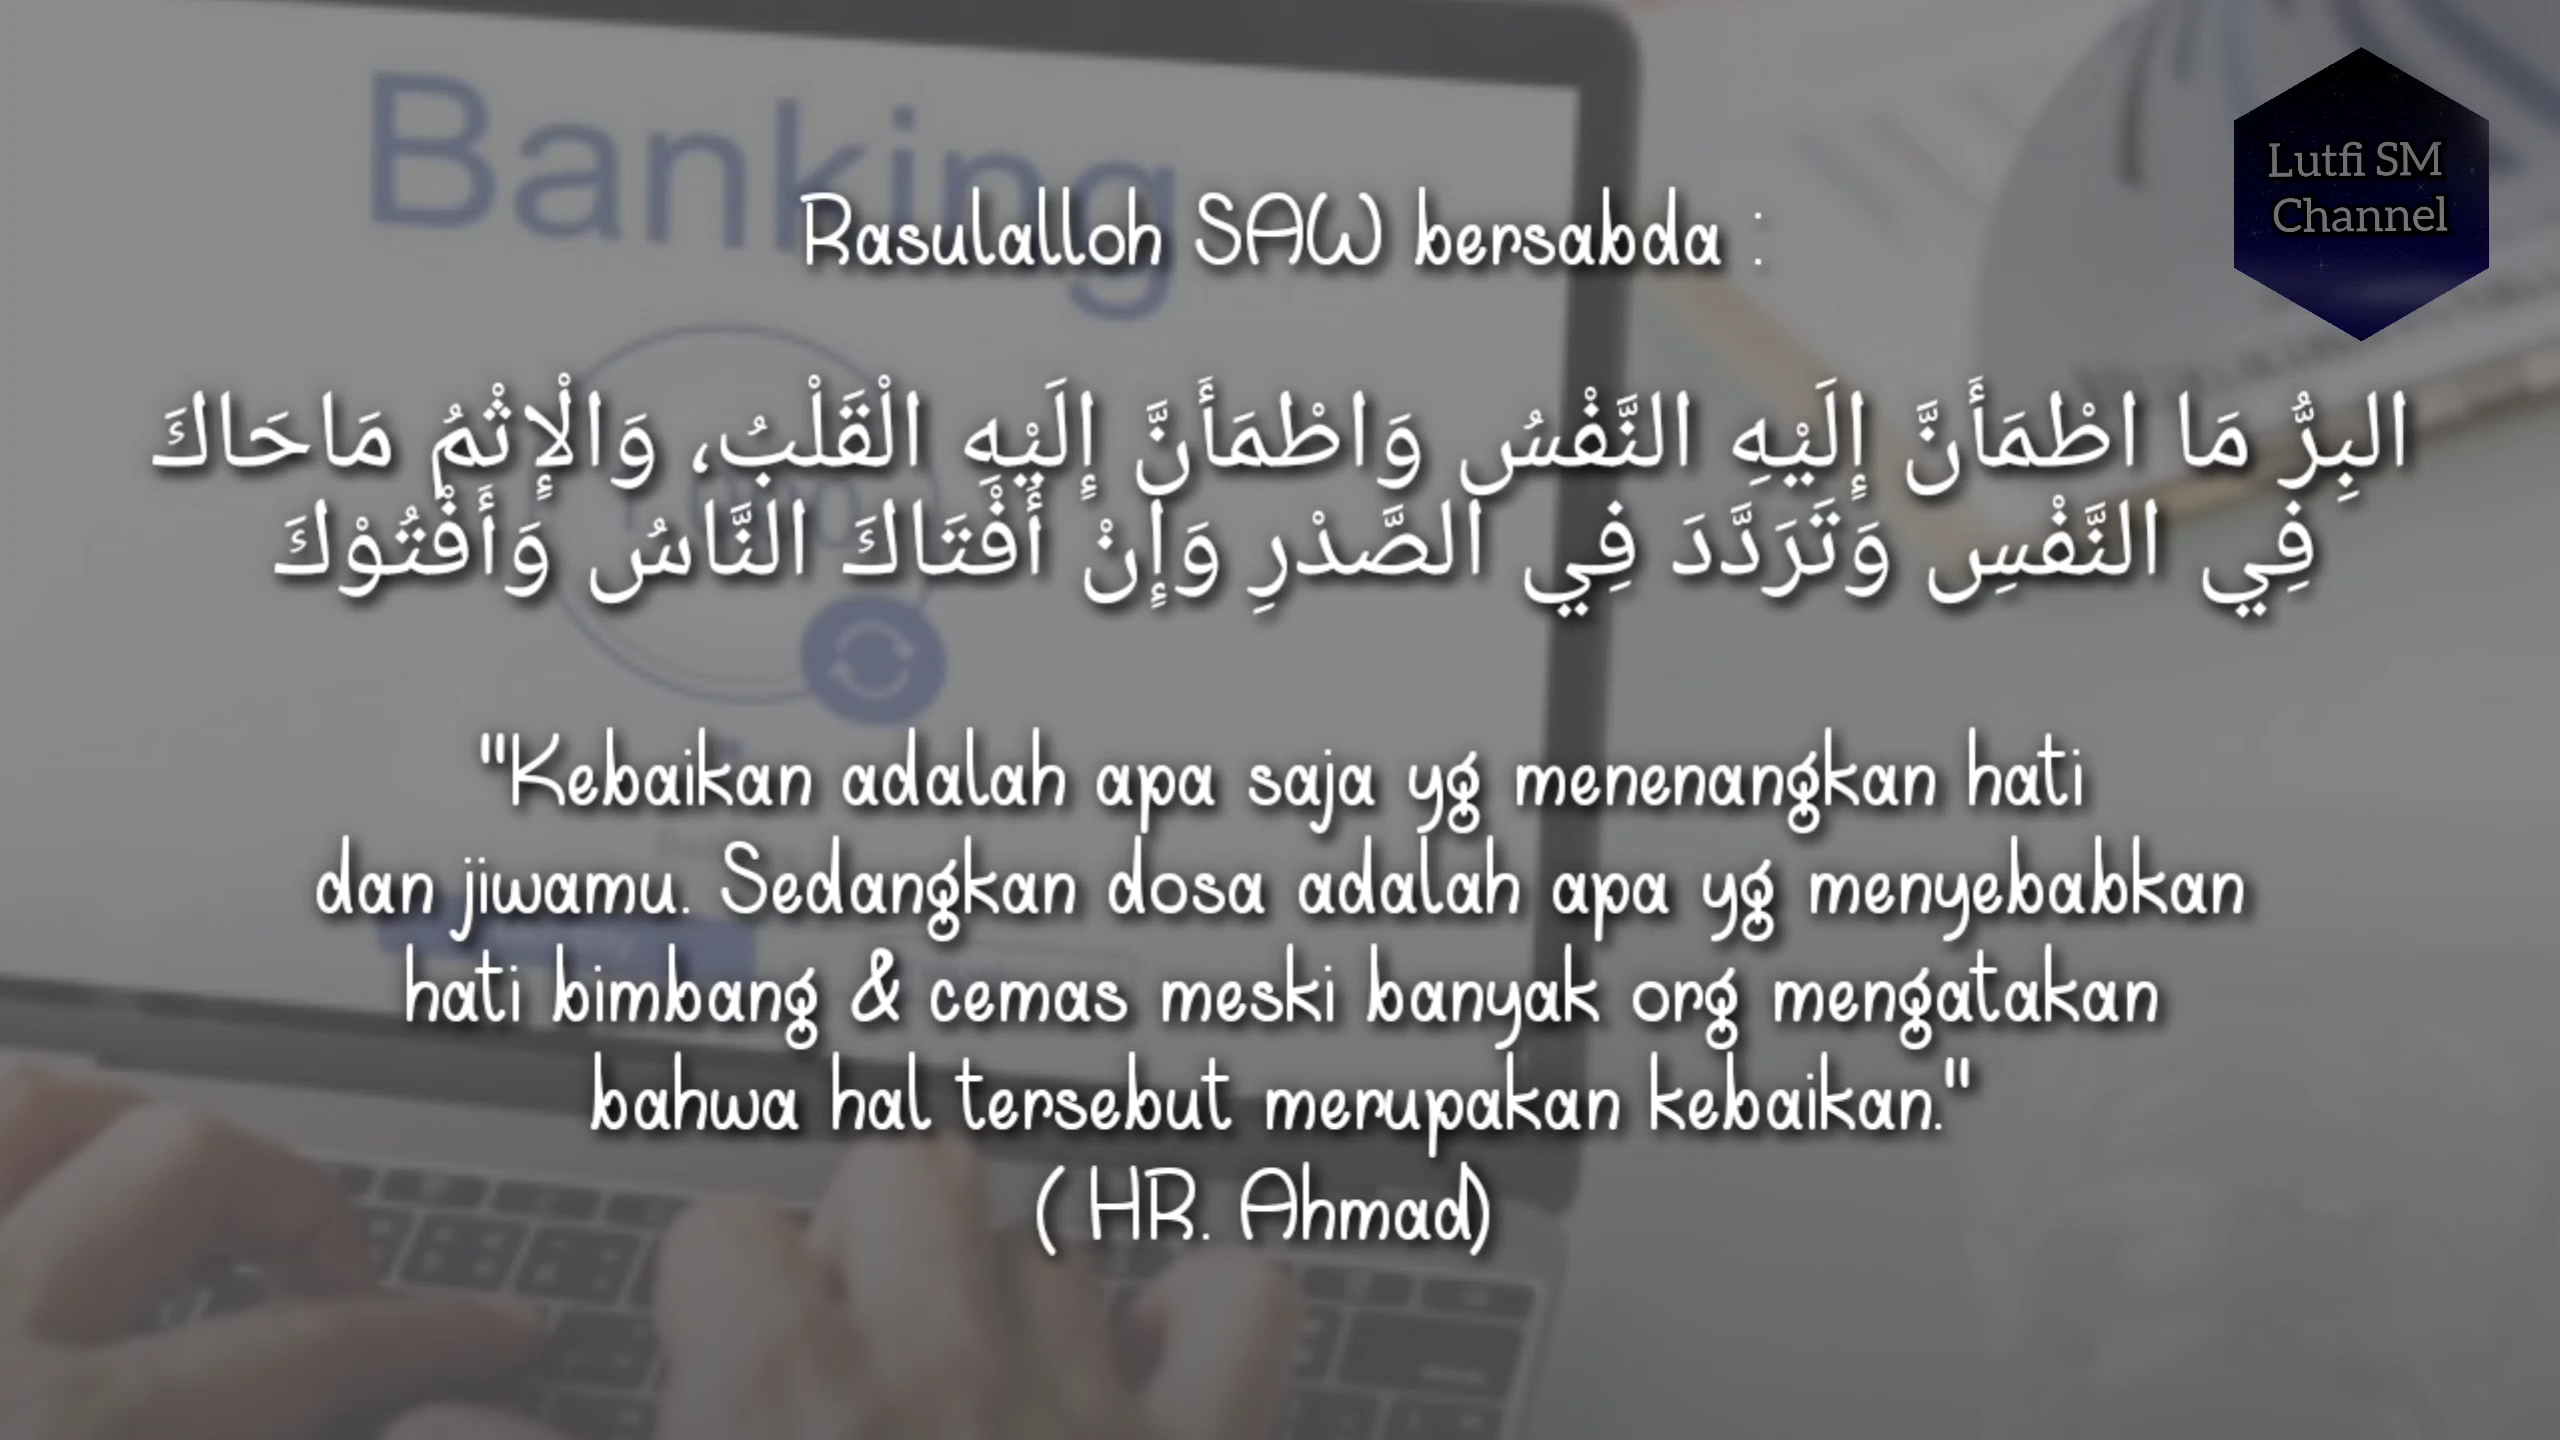 Banking
Lutfi SM
Channel
Rasulalloh SAW bersabda :
البِرُّ مَا اطْمَأَنَّ إِلَيْهِ النَّفْسُ وَاطْمَأَنَّ إِلَيْهِ الْقَلْبُ، وَالْإِثْمُ مَاحَاكَ
فِي النَّفْسِ وَتَرَدَّدَ فِي الصَّدْرِ وَإِنْ أَفْتَاكَ النَّاسُ وَأَفْتُوْكَ
"Kebaikan adalah apa saja yg menenangkan hati
dan jiwamu. Sedangkan dosa adalah apa yg menyebabkan
hati bimbang & cemas meski banyak org mengatakan
bahwa hal tersebut merupakan kebaikan."
( HR. Ahmad)